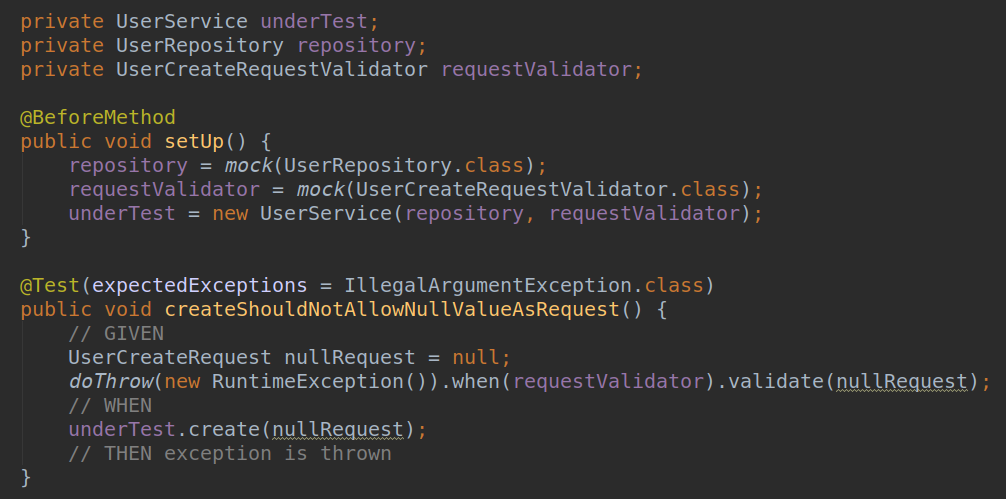 private UserService underTest;
private UserRepository repository;
private UserCreateRequestValidator requestValidator;

@BeforeMethod
public void setUp() {
    repository = mock(UserRepository.class);
    requestValidator = mock(UserCreateRequestValidator.class);
    underTest = new UserService(repository, requestValidator);
}

@Test(expectedExceptions = IllegalArgumentException.class)
public void createShouldNotAllowNullValueAsRequest() {
    // GIVEN
    UserCreateRequest nullRequest = null;
    doThrow(new RuntimeException()).when(requestValidator).validate(nullRequest);
    // WHEN
    underTest.create(nullRequest);
    // THEN exception is thrown
}